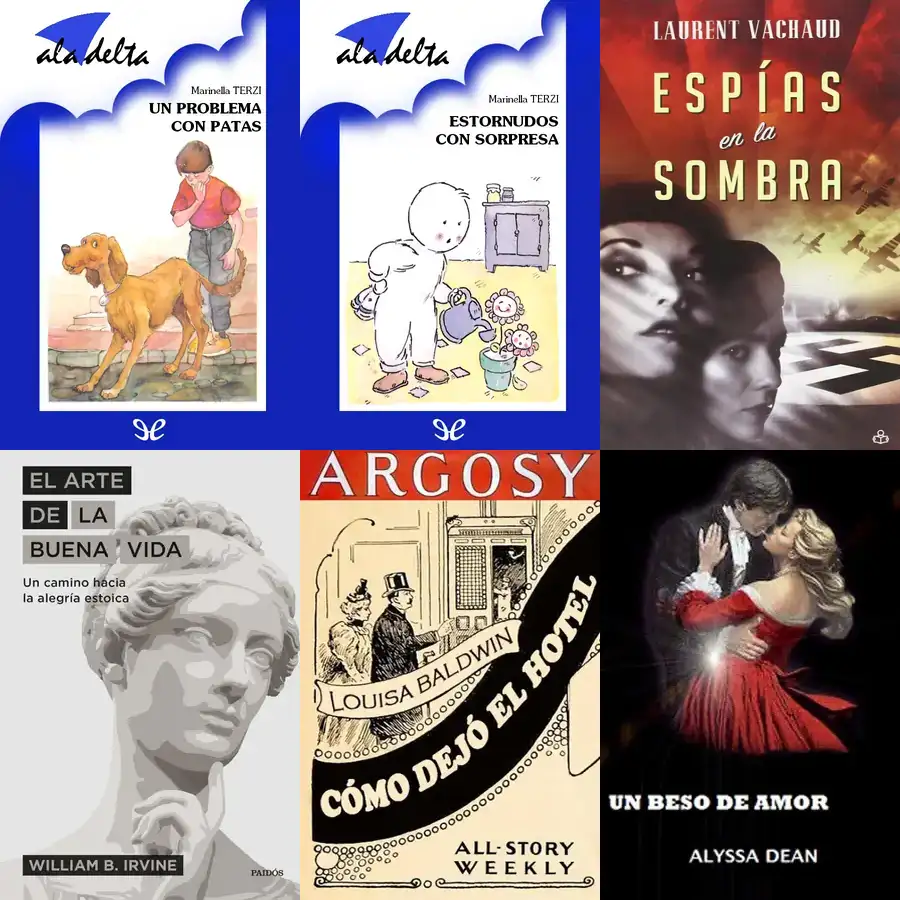 ala delta
Marinella TERZI
UN PROBLEMA
CON PATAS
ala delta
Marinella TERZI
ESTORNUDOS
CON SORPRESA
LAURENT VACHAUD
ESPÍAS
en la
SOMBRA
EL ARTE
DE LA
BUENA VIDA
Un camino hacia
la alegría estoica
WILLIAM B. IRVINE
PAIDÓS
ARGOSY
LOUISA BALDWIN
CÓMO DEJÓ EL HOTEL
ALL-STORY
WEEKLY
UN BESO DE AMOR
ALYSSA DEAN